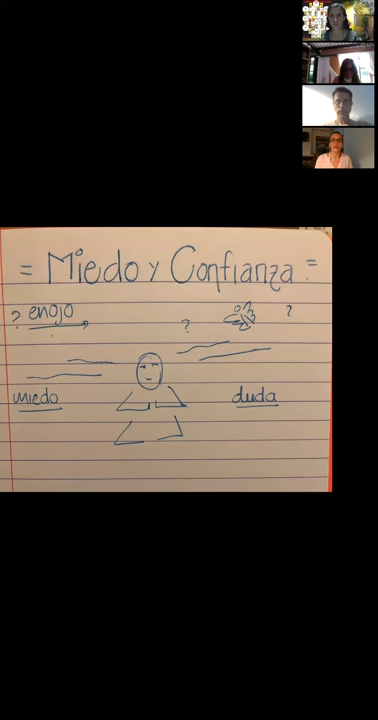 = Miedo y Confianza =
? enojo ? ?
miedo duda